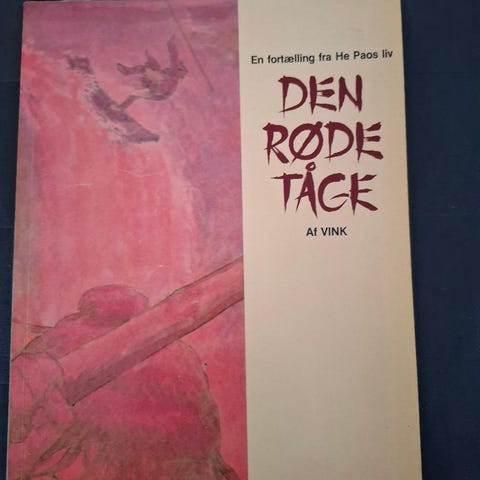 En fortælling fra He Paos liv
DEN
RØDE
TÅGE
Af VINK